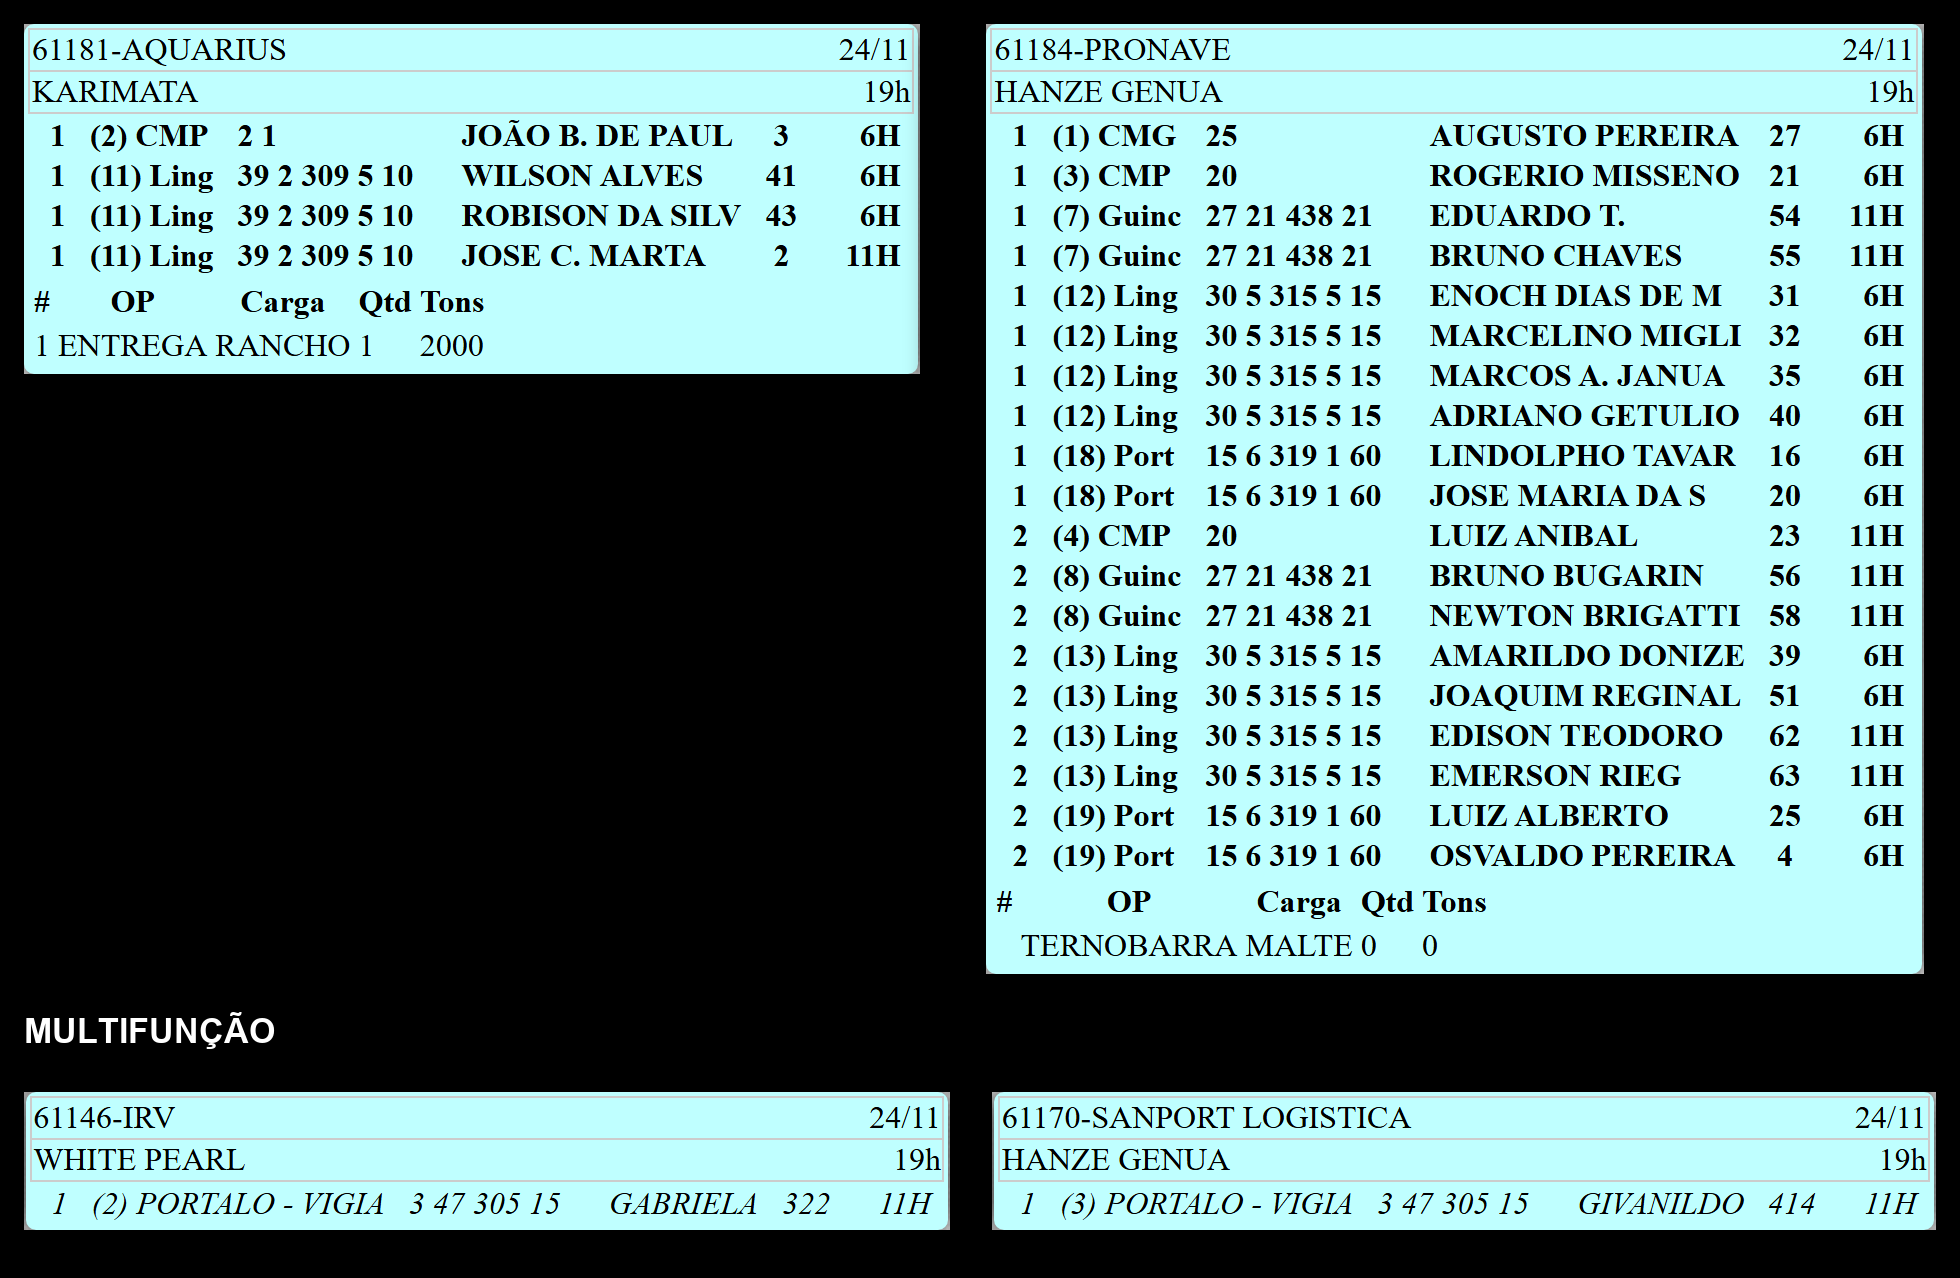 61181-AQUARIUS 24/11
KARIMATA 19h
1 (2) CMP 2 1 JOÃO B. DE PAUL 3 6H
1 (11) Ling 39 2 309 5 10 WILSON ALVES 41 6H
1 (11) Ling 39 2 309 5 10 ROBISON DA SILV 43 6H
1 (11) Ling 39 2 309 5 10 JOSE C. MARTA 2 11H
# OP Carga Qtd Tons
1 ENTREGA RANCHO 1 2000
61184-PRONAVE 24/11
HANZE GENUA 19h
1 (1) CMG 25 AUGUSTO PEREIRA 27 6H
1 (3) CMP 20 ROGERIO MISSENO 21 6H
1 (7) Guinc 27 21 438 21 EDUARDO T. 54 11H
1 (7) Guinc 27 21 438 21 BRUNO CHAVES 55 11H
1 (12) Ling 30 5 315 5 15 ENOCH DIAS DE M 31 6H
1 (12) Ling 30 5 315 5 15 MARCELINO MIGLI 32 6H
1 (12) Ling 30 5 315 5 15 MARCOS A. JANUA 35 6H
1 (12) Ling 30 5 315 5 15 ADRIANO GETULIO 40 6H
1 (18) Port 15 6 319 1 60 LINDOLPHO TAVAR 16 6H
1 (18) Port 15 6 319 1 60 JOSE MARIA DA S 20 6H
2 (4) CMP 20 LUIZ ANIBAL 23 11H
2 (8) Guinc 27 21 438 21 BRUNO BUGARIN 56 11H
2 (8) Guinc 27 21 438 21 NEWTON BRIGATTI 58 11H
2 (13) Ling 30 5 315 5 15 AMARILDO DONIZE 39 6H
2 (13) Ling 30 5 315 5 15 JOAQUIM REGINAL 51 6H
2 (13) Ling 30 5 315 5 15 EDISON TEODORO 62 11H
2 (13) Ling 30 5 315 5 15 EMERSON RIEG 63 11H
2 (19) Port 15 6 319 1 60 LUIZ ALBERTO 25 6H
2 (19) Port 15 6 319 1 60 OSVALDO PEREIRA 4 6H
# OP Carga Qtd Tons
TERNOBARRA MALTE 0 0
MULTIFUNÇÃO
61146-IRV 24/11
WHITE PEARL 19h
1 (2) PORTALO - VIGIA 3 47 305 15 GABRIELA 322 11H
61170-SANPORT LOGISTICA 24/11
HANZE GENUA 19h
1 (3) PORTALO - VIGIA 3 47 305 15 GIVANILDO 414 11H